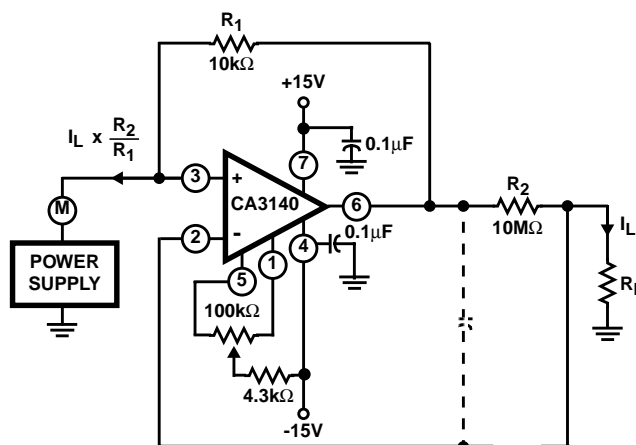 R1
10kΩ
+15V
IL x R2/R1
0.1µF
7
3
+
CA3140
6
R2
10MΩ
IL
M
2
-
0.1µF
4
1
5
POWER
SUPPLY
100kΩ
4.3kΩ
-15V